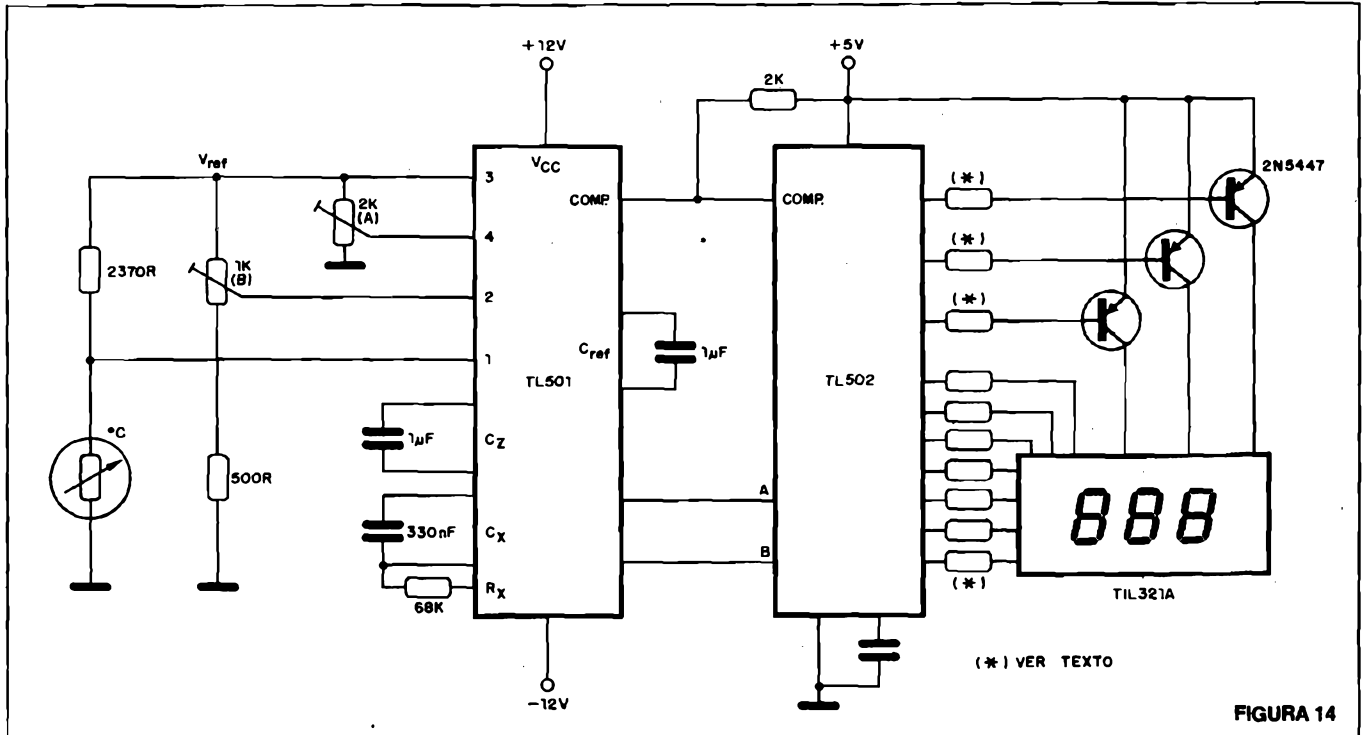 +12V
+5V
2K
Vref
VCC
3
2K
(A)
COMP.
COMP.
(*)
2N5447
4
2370R
1K
(B)
2
(*)
(*)
Cref
1µF
1
TL501
TL502
°C
1µF
CZ
500R
A
330nF
CX
B
888
RX
68K
(*)
TIL321A
-12V
(*) VER TEXTO
FIGURA 14